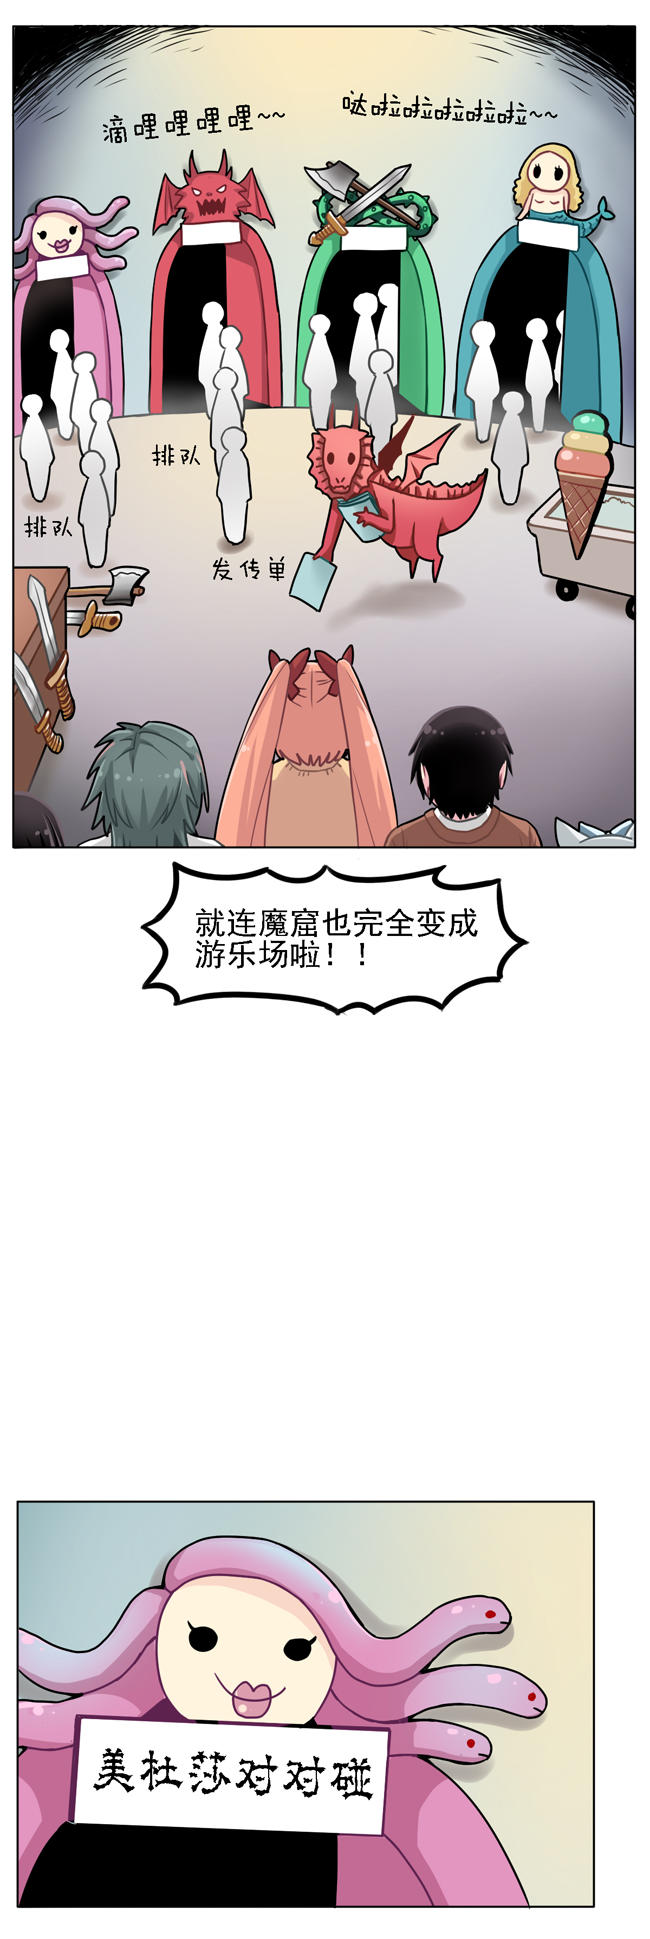 滴哩哩哩哩~~
哒啦啦啦啦啦~~
排队
排队
发传单
就连魔窟也完全变成
游乐场啦！！
美杜莎对对碰